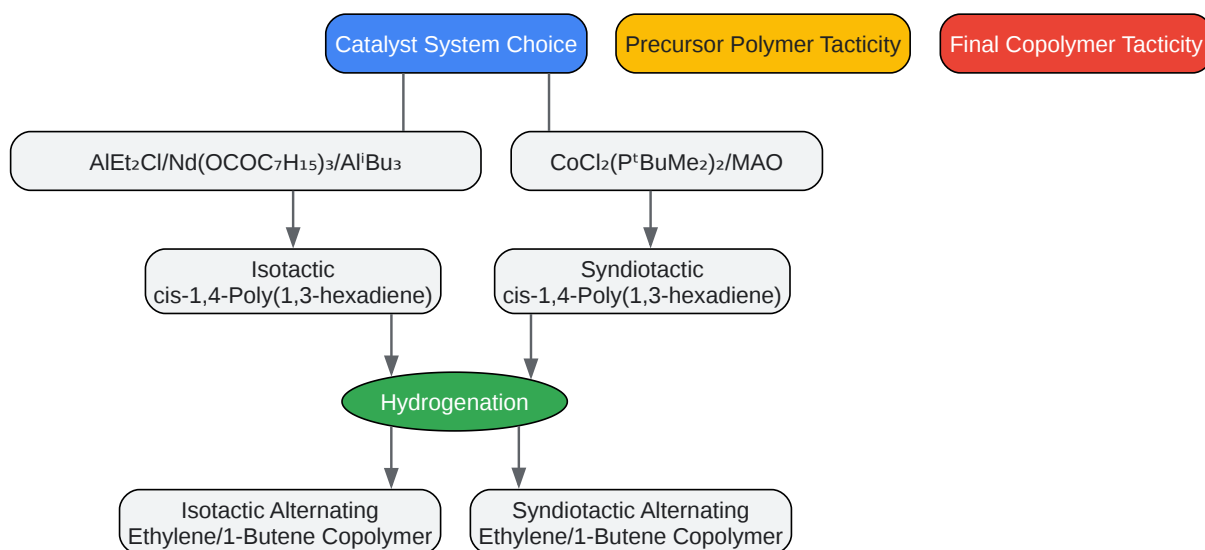 Catalyst System Choice
Precursor Polymer Tacticity
Final Copolymer Tacticity
AlEt₂Cl/Nd(OCOC₇H₁₅)₃/AlⁱBu₃
CoCl₂(PᵗBuMe₂)₂/MAO
Isotactic
cis-1,4-Poly(1,3-hexadiene)
Syndiotactic
cis-1,4-Poly(1,3-hexadiene)
Hydrogenation
Isotactic Alternating
Ethylene/1-Butene Copolymer
Syndiotactic Alternating
Ethylene/1-Butene Copolymer